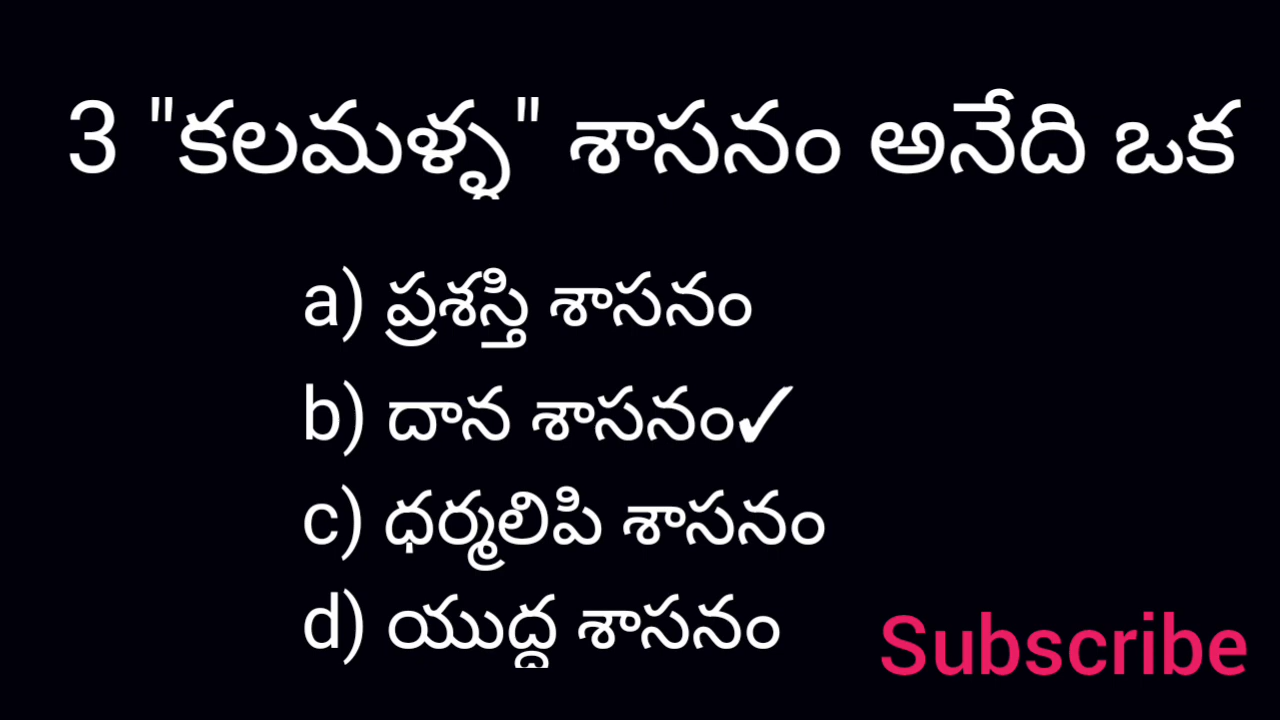 3 "కలమళ్ళ" శాసనం అనేది ఒక
a) ప్రశస్తి శాసనం
b) దాన శాసనం✓
c) ధర్మలిపి శాసనం
d) యుద్ధ శాసనం
Subscribe